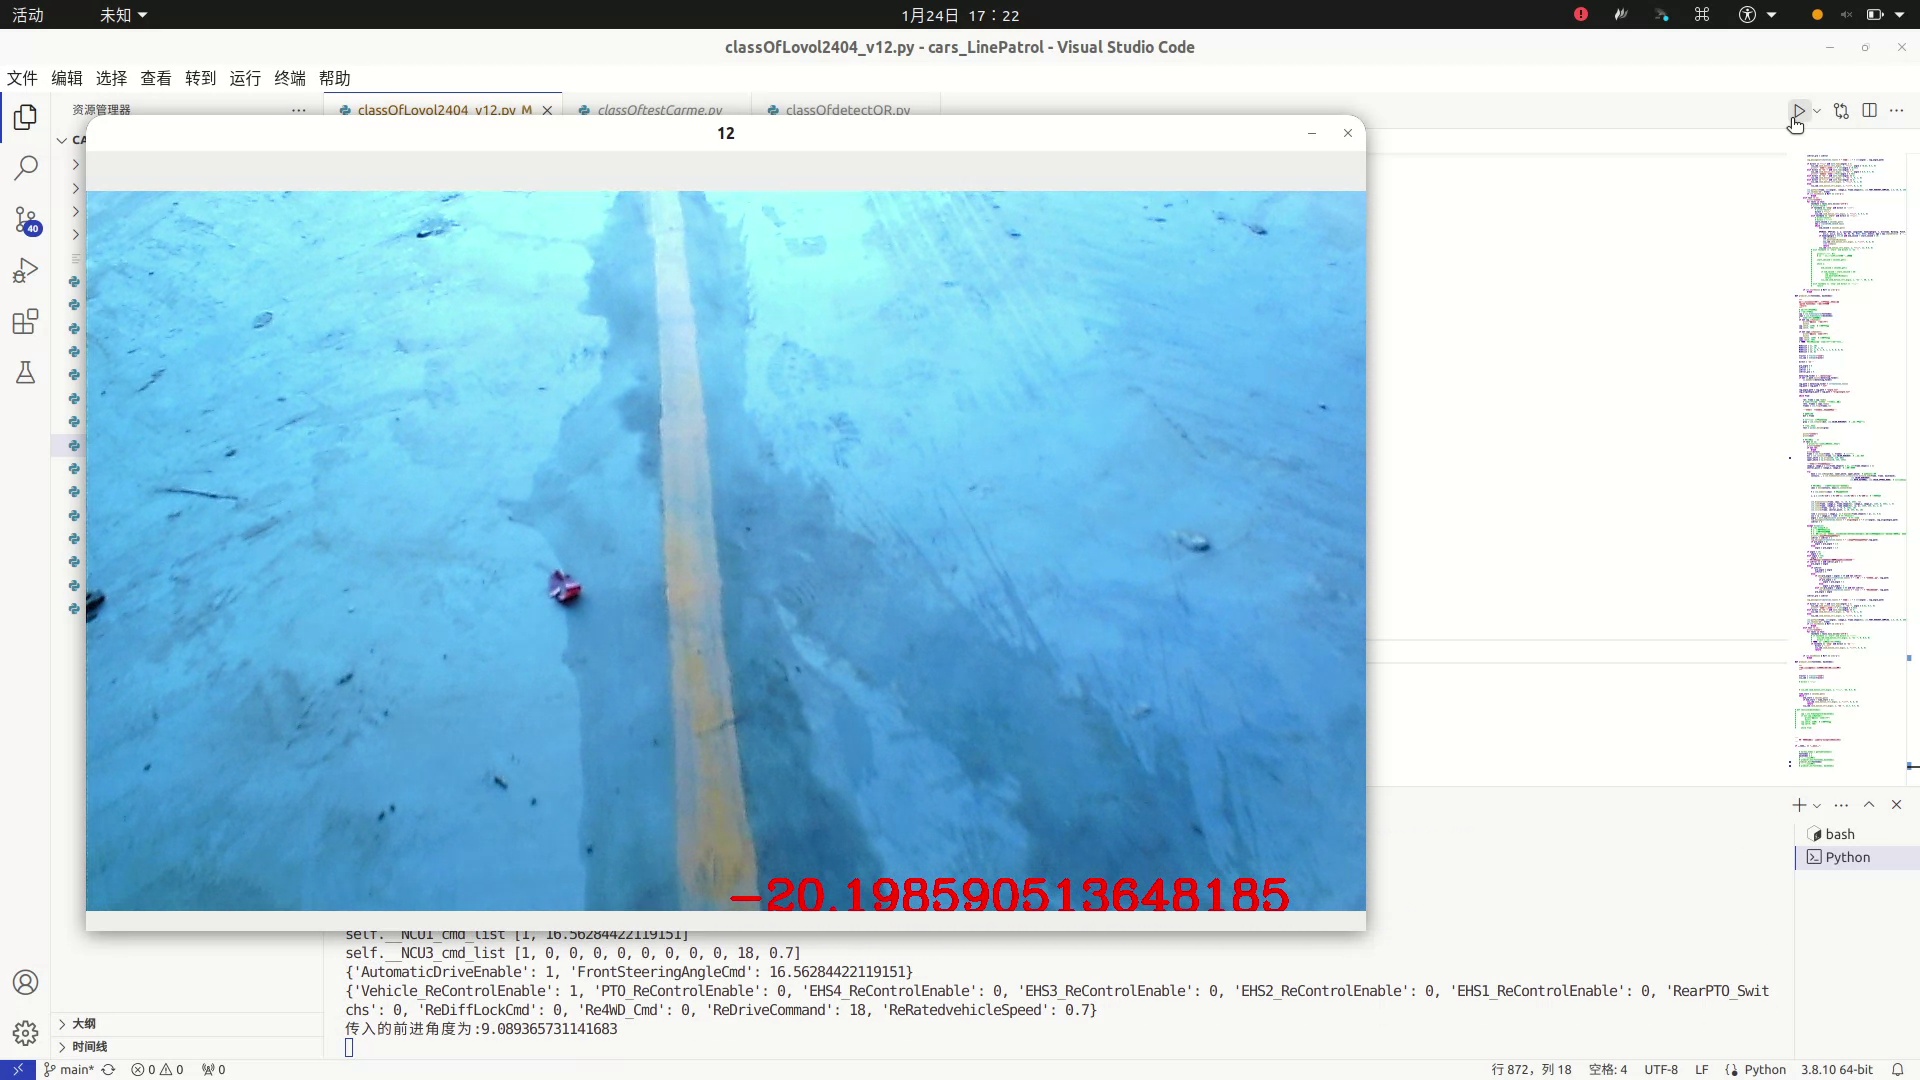 活动
未知
1月24日 17：22
classOfLovol2404_v12.py - cars_LinePatrol - Visual Studio Code
文件 编辑 选择 查看 转到 运行 终端 帮助
资源管理器
classOfLovol2404_v12.py M
classOftestCarme.py
classOfdetectQR.py
CA
12
40
-20.198590513648185
bash
Python
self.__NCU1_cmd_list [1, 16.56284422119151]
self.__NCU3_cmd_list [1, 0, 0, 0, 0, 0, 0, 0, 0, 18, 0.7]
{'AutomaticDriveEnable': 1, 'FrontSteeringAngleCmd': 16.56284422119151}
{'Vehicle_ReControlEnable': 1, 'PTO_ReControlEnable': 0, 'EHS4_ReControlEnable': 0, 'EHS3_ReControlEnable': 0, 'EHS2_ReControlEnable': 0, 'EHS1_ReControlEnable': 0, 'RearPTO_Swit
chs': 0, 'ReDiffLockCmd': 0, 'Re4WD_Cmd': 0, 'ReDriveCommand': 18, 'ReRatedvehicleSpeed': 0.7}
传入的前进角度为:9.089365731141683
大纲
时间线
main* 0 0 0
行 872，列 18 空格: 4 UTF-8 LF Python 3.8.10 64-bit